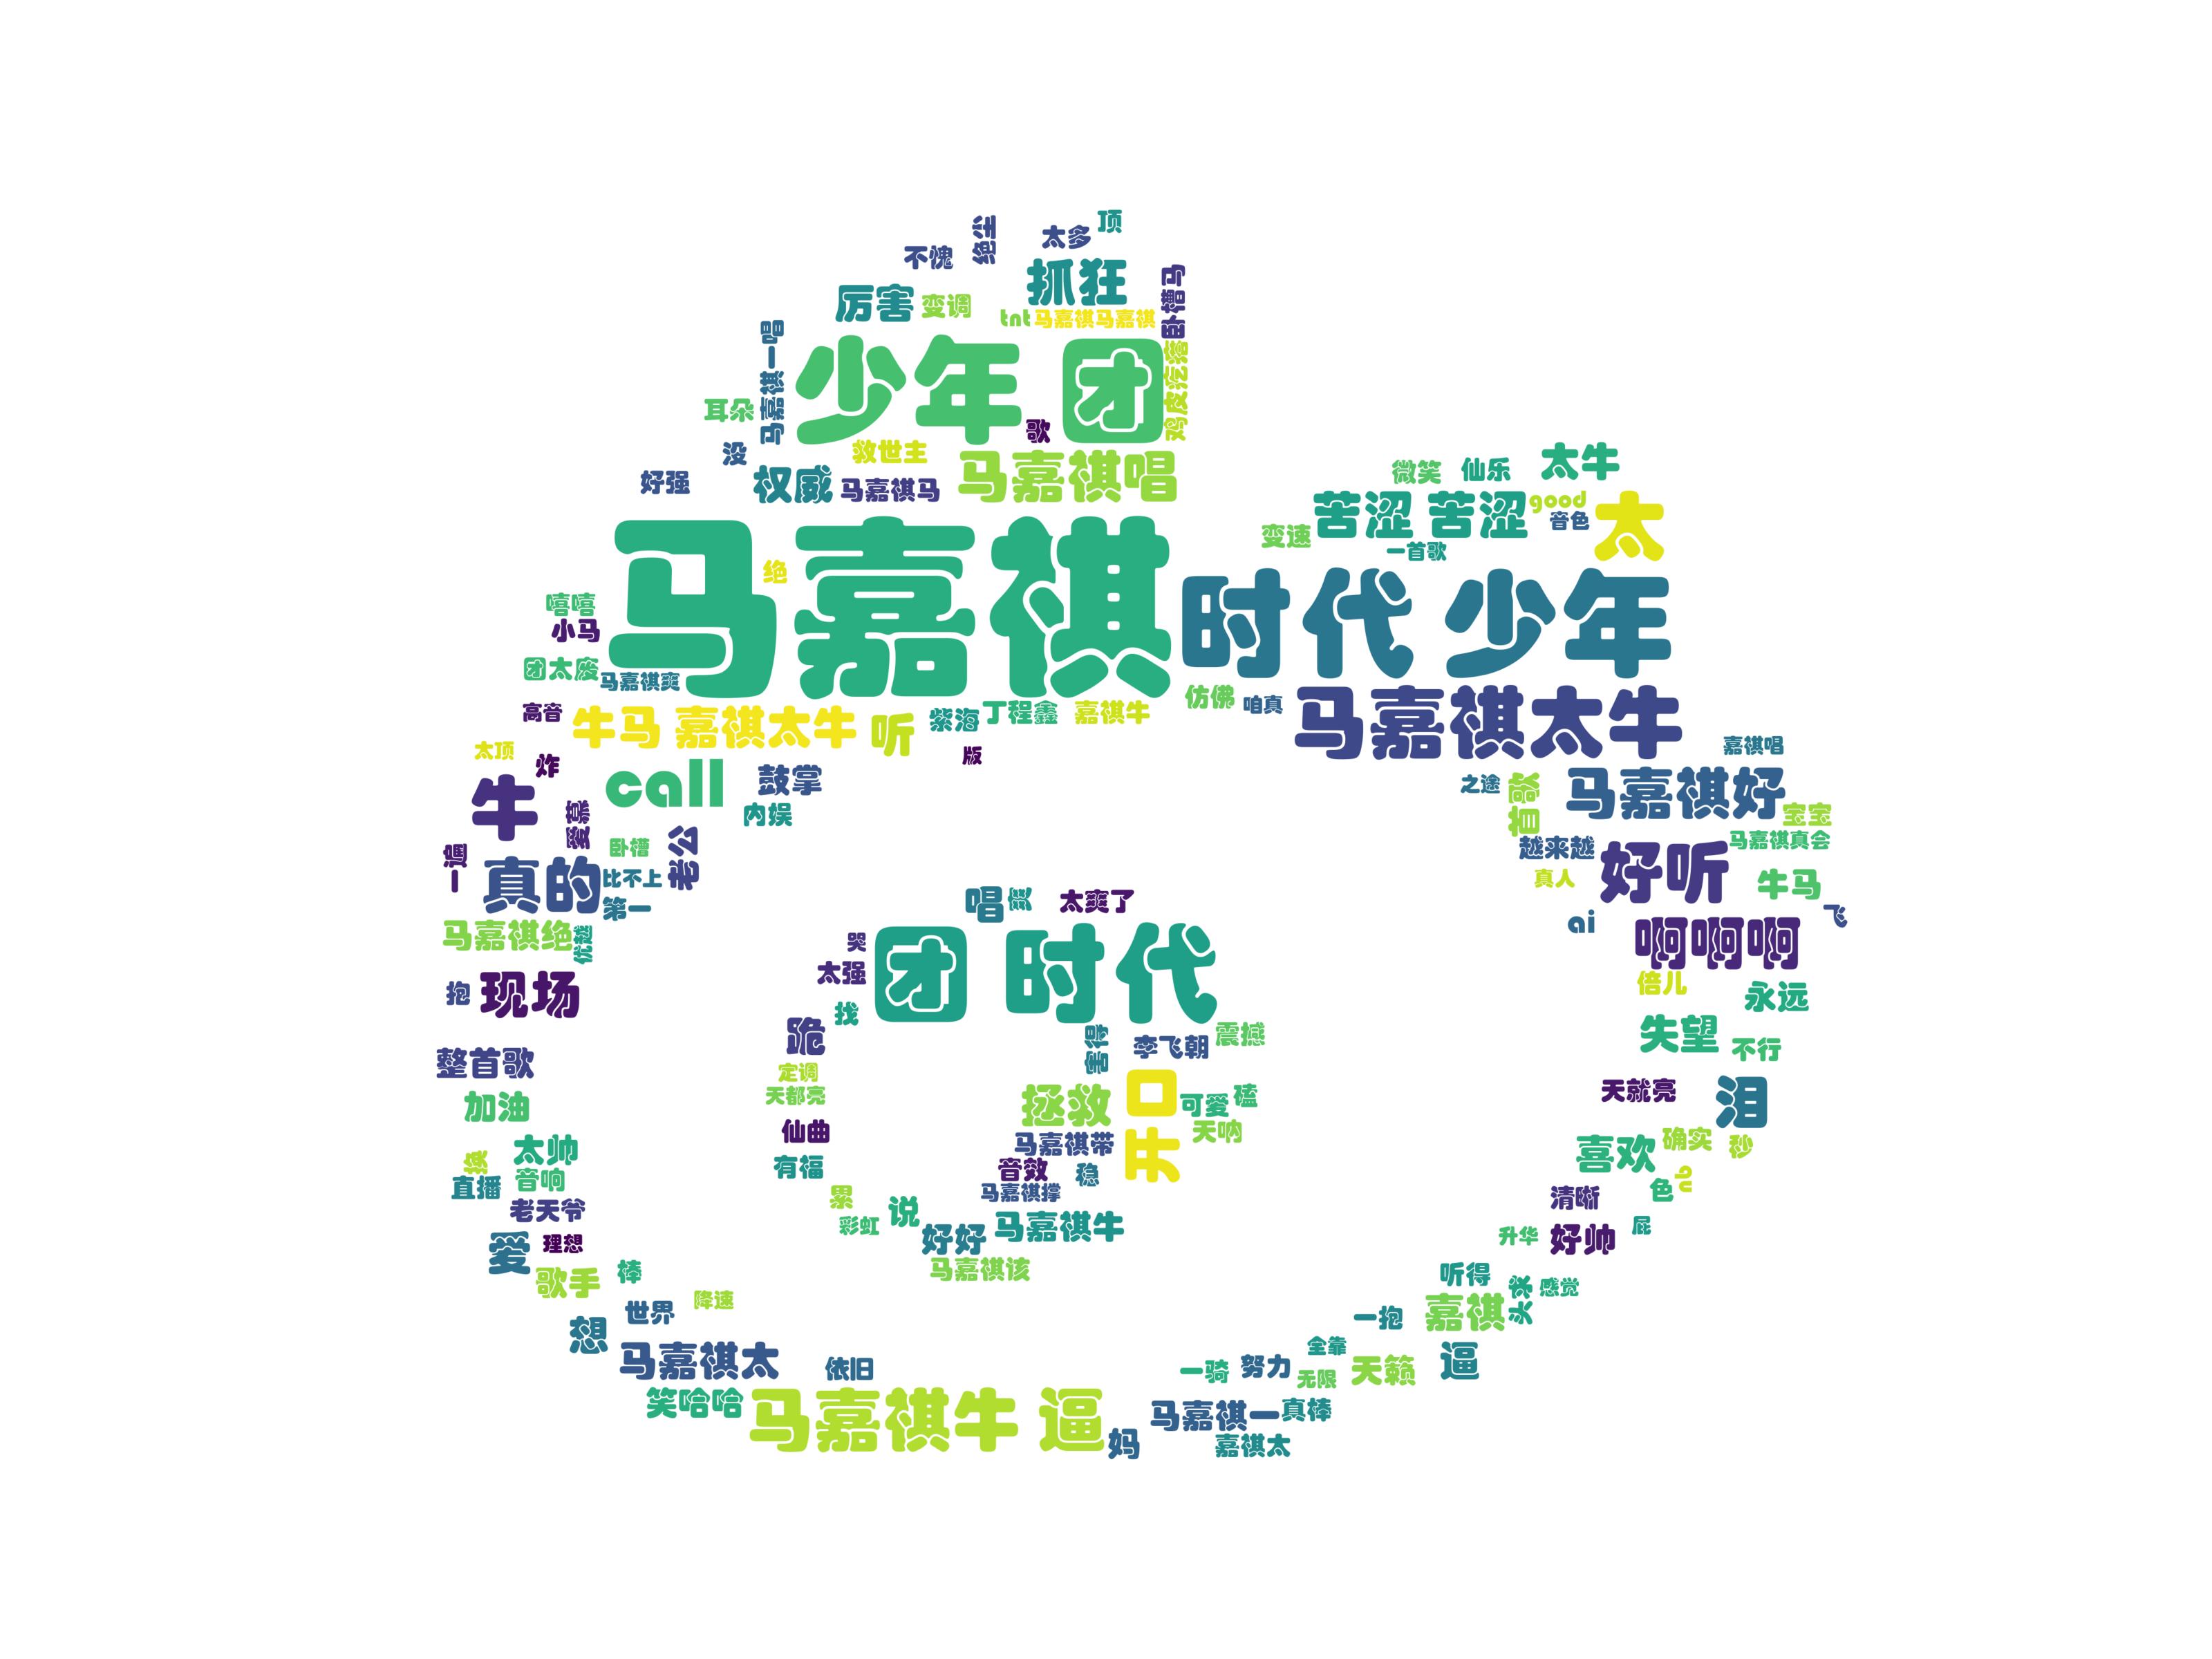 顶
绝尘
太多
不愧
抓狂
卧槽马
厉害
变调
tnt
马嘉祺马嘉祺
马嘉祺一唱
少年 团
鸡皮疙瘩
耳朵
歌
没
救世主
好强
权威
马嘉祺马
马嘉祺唱
微笑
仙乐
太牛
苦涩 苦涩
good
音色
太
变速
一首歌
马嘉祺
绝
时代 少年
嘻嘻
小马
团太废
马嘉祺爽
仿佛
咱真
马嘉祺太牛
高音
牛马 嘉祺太牛
听
紫海
丁程鑫
嘉祺牛
太顶
炸
版
嘉祺唱
call
鼓掌
之途
马嘉祺好
牛
内娱
宝宝
爱慕
卧槽
老公
越来越
马嘉祺真会
一调
真的
比不上
真人
好听
牛马
第一
唱
太爽了
ai
飞
马嘉祺绝
哭
团 时代
啊啊啊
太强
倍儿
抱
现场
找
永远
跪
害得
李飞朝
震撼
失望
不行
整首歌
定调
天都亮
拯救
开口
可爱
磕
天就亮
泪
加油
仙曲
马嘉祺带
天呐
喜欢
确实
秒
太帅
音效
稳
有福
音响
直播
马嘉祺撑
色
清晰
老天爷
累
彩虹
说
好好
马嘉祺牛
升华
好帅
屁
爱
理想
歌手
棒
马嘉祺该
听得
感觉
世界
降速
一抱
嘉祺
想
马嘉祺太
依旧
全靠
逼
一骑
努力
无限
天籁
笑哈哈
马嘉祺牛 逼
妈
马嘉祺一
真棒
嘉祺太